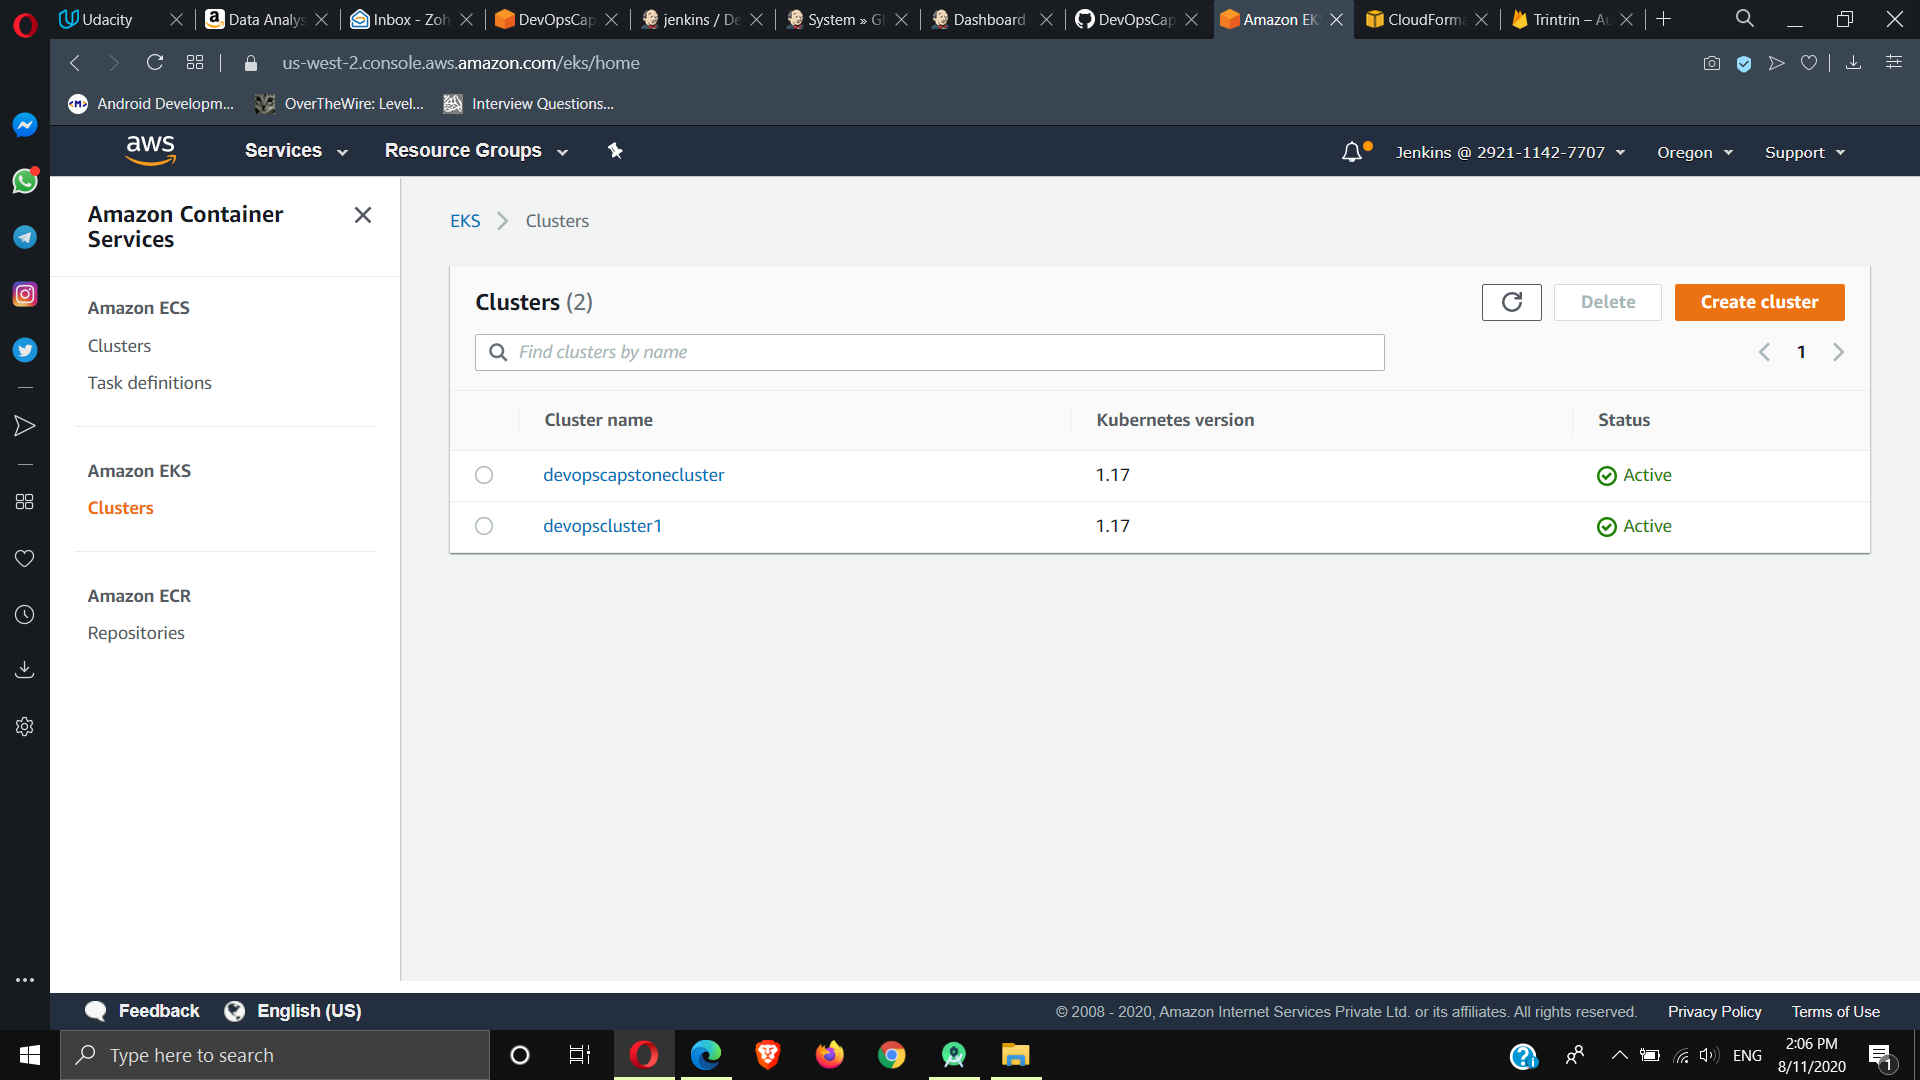 Udacity
Data Analys
Inbox - Zoh
DevOpsCap
jenkins / De
System » Gl
Dashboard
DevOpsCap
Amazon EK
CloudForma
Trintrin – Au
us-west-2.console.aws.amazon.com/eks/home
Android Developm...
OverTheWire: Level...
Interview Questions...
aws
Services
Resource Groups
Jenkins @ 2921-1142-7707
Oregon
Support
Amazon Container
Services
Amazon ECS
Clusters
Task definitions
Amazon EKS
Clusters
Amazon ECR
Repositories
EKS
Clusters
Clusters (2)
Delete
Create cluster
Find clusters by name
1
Cluster name
Kubernetes version
Status
devopscapstonecluster
1.17
Active
devopscluster1
1.17
Active
Feedback
English (US)
© 2008 - 2020, Amazon Internet Services Private Ltd. or its affiliates. All rights reserved.
Privacy Policy
Terms of Use
Type here to search
ENG
2:06 PM
8/11/2020
1